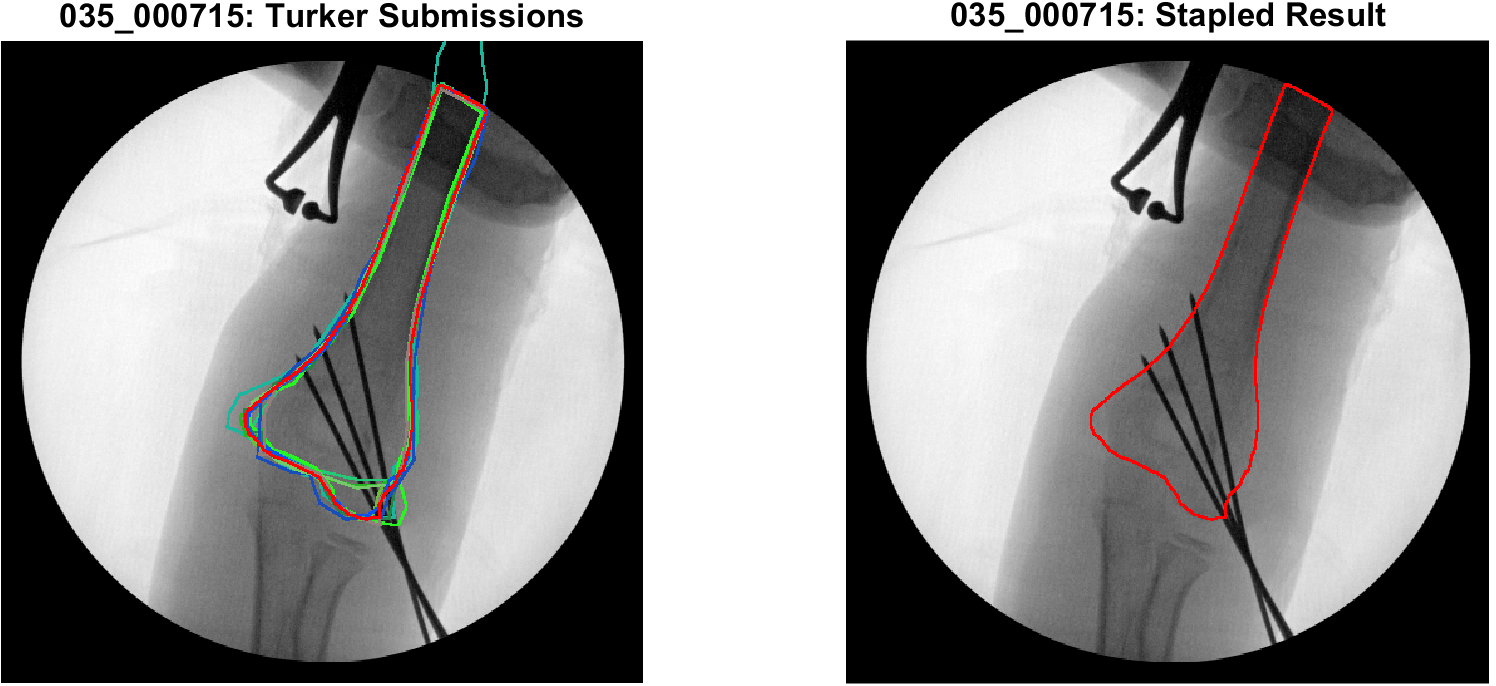 035_000715: Turker Submissions
035_000715: Stapled Result